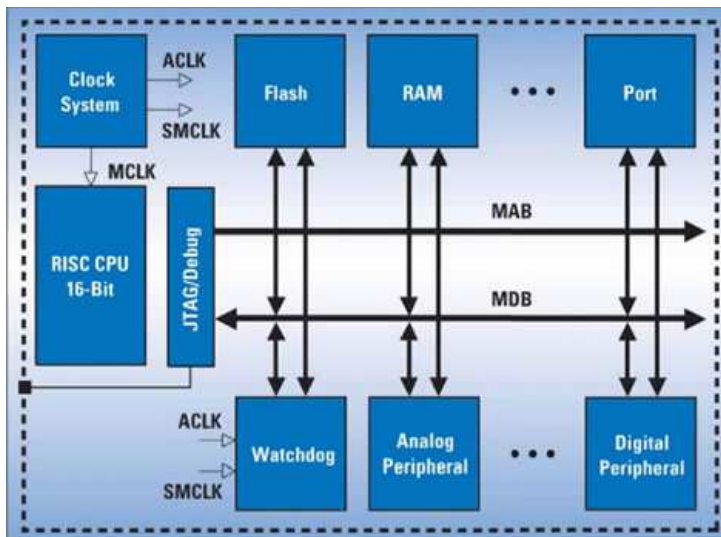 Clock
System
ACLK
SMCLK
MCLK
Flash
RAM
Port
RISC CPU
16-Bit
JTAG/Debug
MAB
MDB
ACLK
SMCLK
Watchdog
Analog
Peripheral
Digital
Peripheral